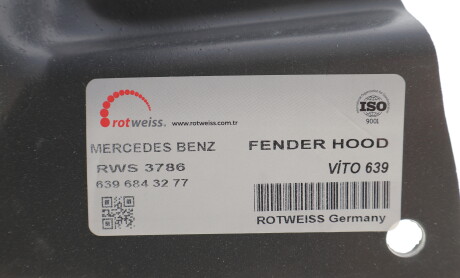 rotweiss.
www.rotweiss.com.tr
ISO
9001
MERCEDES BENZ
FENDER HOOD
RWS 3786
VİTO 639
639 684 32 77
ROTWEISS Germany